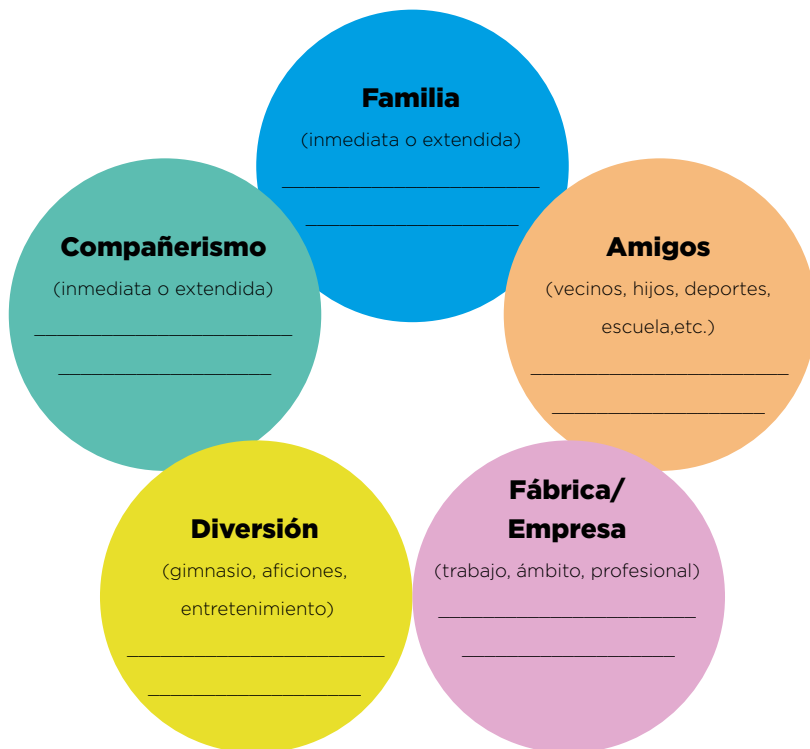 Familia
(inmediata o extendida)
Compañerismo
(inmediata o extendida)
Amigos
(vecinos, hijos, deportes,
escuela,etc.)
Diversión
(gimnasio, aficiones,
entretenimiento)
Fábrica/
Empresa
(trabajo, ámbito, profesional)